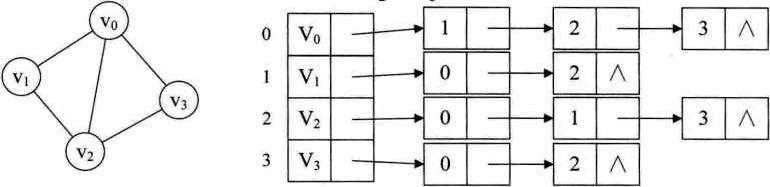 V₀
V₁
V₃
V₂
0 V₀ 1 2 3 ∧
1 V₁ 0 2 ∧
2 V₂ 0 1 3 ∧
3 V₃ 0 2 ∧